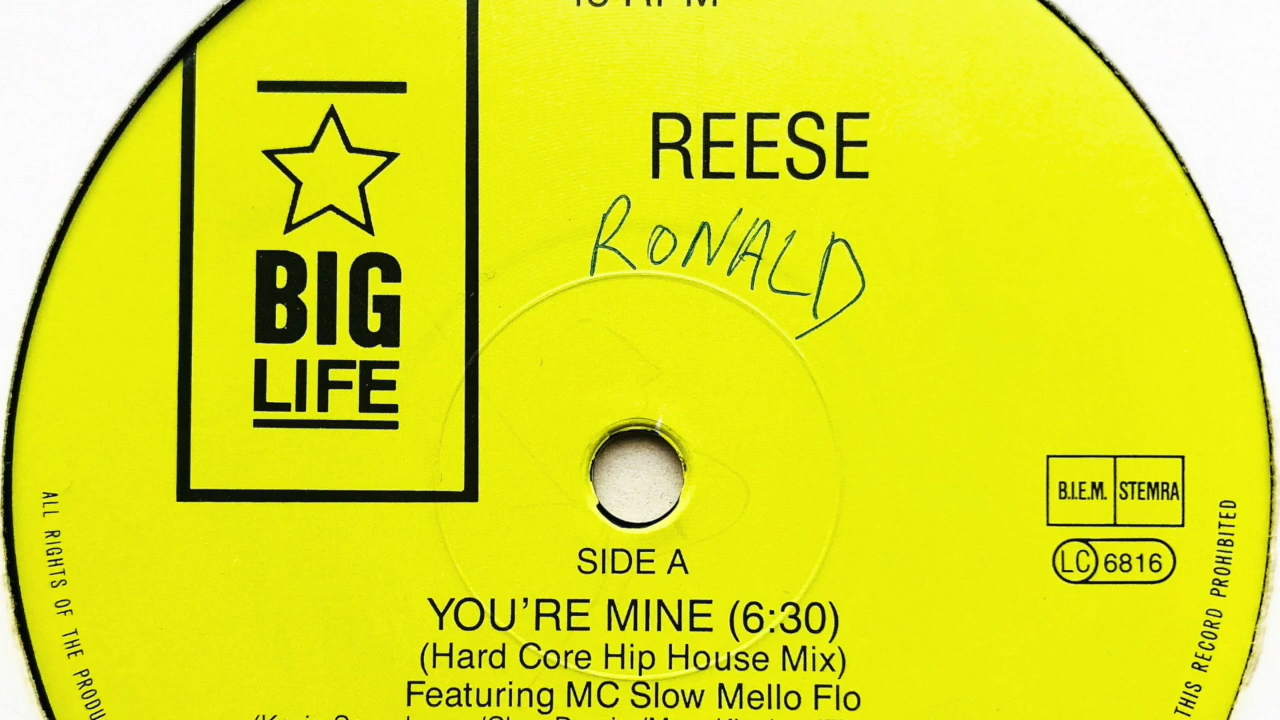 RPM
REESE
RONALD
BIG
LIFE
B.I.E.M. STEMRA
LC 6816
SIDE A
YOU'RE MINE (6:30)
(Hard Core Hip House Mix)
Featuring MC Slow Mello Flo
ALL RIGHTS OF THE
THIS RECORD PROHIBITED